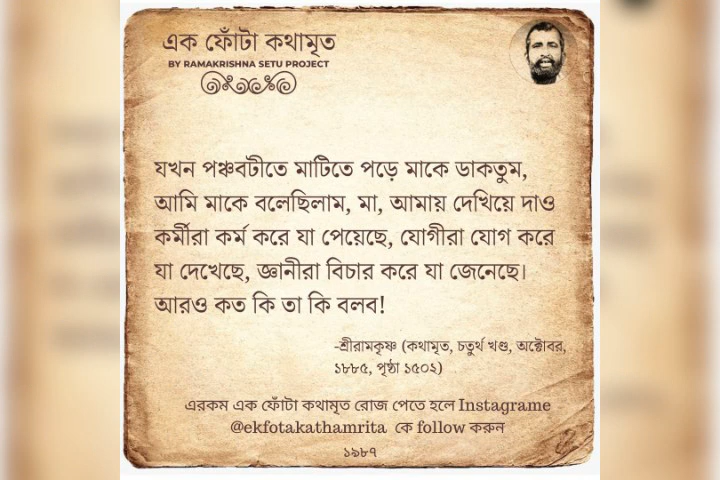 এক ফোঁটা কথামৃত
BY RAMAKRISHNA SETU PROJECT
যখন পঞ্চবটীতে মাটিতে পড়ে মাকে ডাকতুম,
আমি মাকে বলেছিলাম, মা, আমায় দেখিয়ে দাও
কর্মীরা কর্ম করে যা পেয়েছে, যোগীরা যোগ করে
যা দেখেছে, জ্ঞানীরা বিচার করে যা জেনেছে।
আরও কত কি তা কি বলব!
-শ্রীরামকৃষ্ণ (কথামৃত, চতুর্থ খণ্ড, অক্টোবর,
১৮৮৫, পৃষ্ঠা ১৫০২)
এরকম এক ফোঁটা কথামৃত রোজ পেতে হলে Instagrame
@ekfotakathamrita কে follow করুন
১৯৮৭